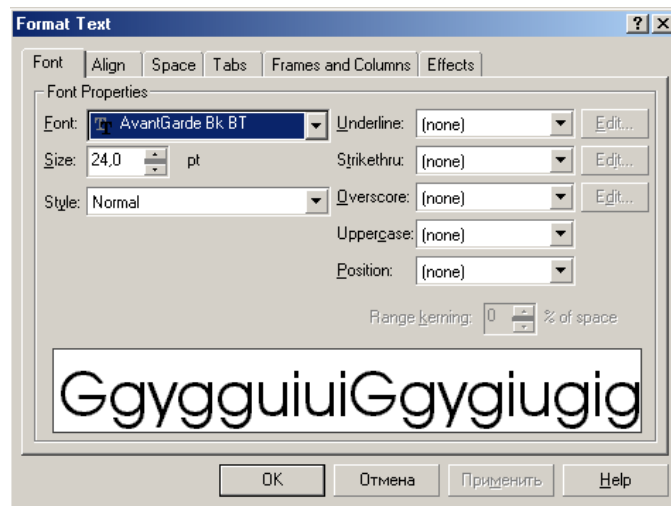 Format Text
Font Align Space Tabs Frames and Columns Effects
Font Properties
Font: AvantGarde Bk BT Underline: (none) Edit...
Size: 24,0 pt Strikethru: (none) Edit...
Style: Normal Overscore: (none) Edit...
Uppercase: (none)
Position: (none)
Range kerning: 0 % of space
GgygguiuiGgygiugig
OK Отмена Применить Help